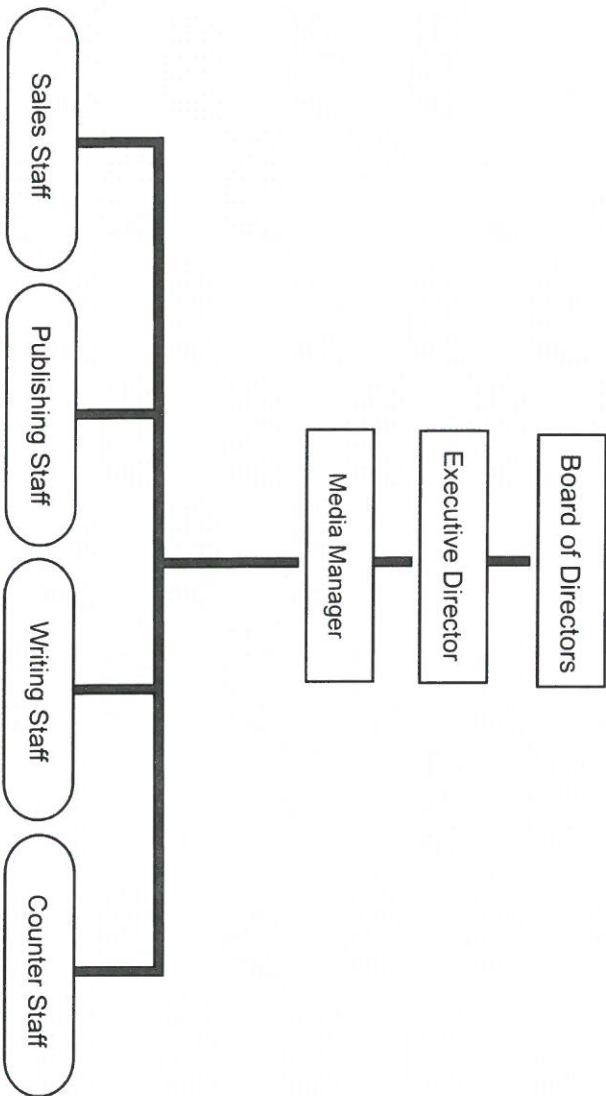 Board of Directors
Executive Director
Media Manager
Sales Staff
Publishing Staff
Writing Staff
Counter Staff